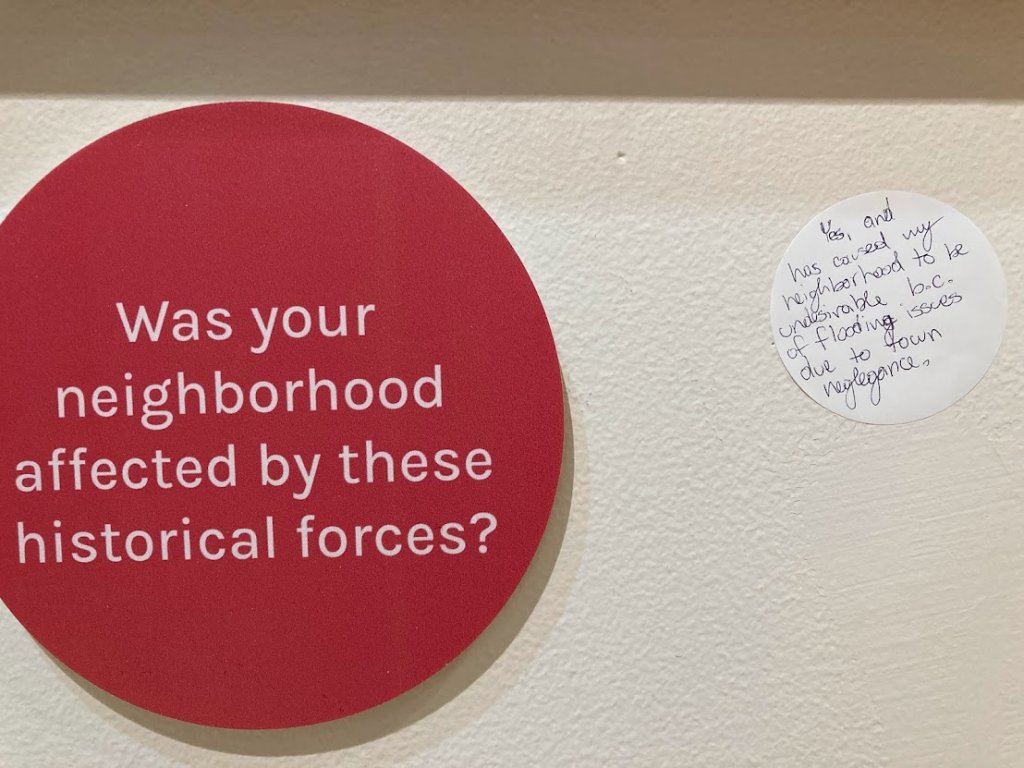 Was your
neighborhood
affected by these
historical forces?
Yes, and
has caused my
neighborhood to be
undesirable b.c.
of flooding issues
due to town
neglegance.